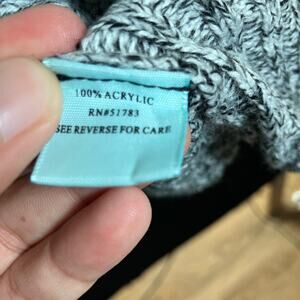 100% ACRYLIC
RN#51783
SEE REVERSE FOR CARE